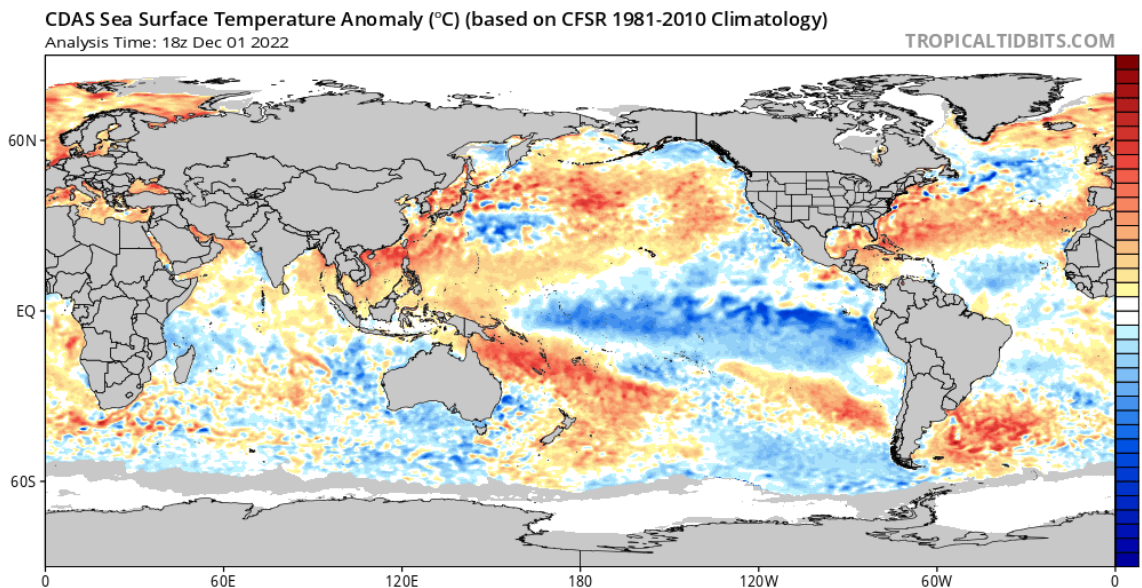 CDAS Sea Surface Temperature Anomaly (°C) (based on CFSR 1981-2010 Climatology)
Analysis Time: 18z Dec 01 2022
TROPICALTIDBITS.COM
60N
EQ
60S
0
60E
120E
180
120W
60W
0